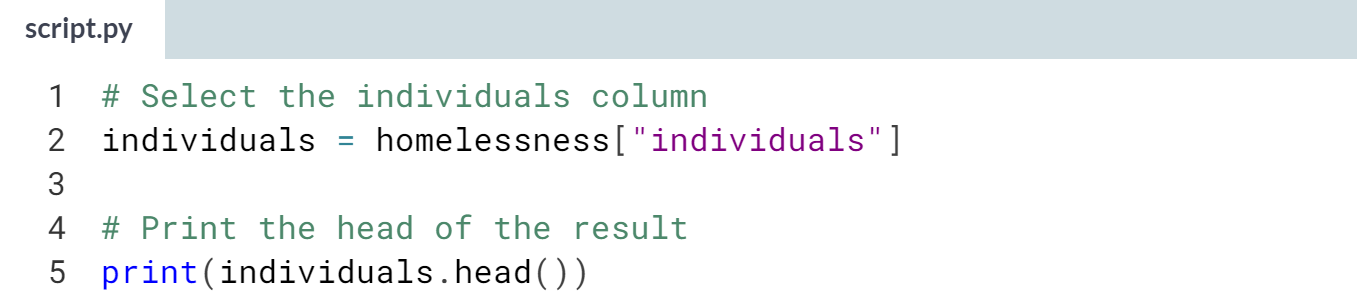 script.py
1 # Select the individuals column
2 individuals = homelessness["individuals"]
3
4 # Print the head of the result
5 print(individuals.head())